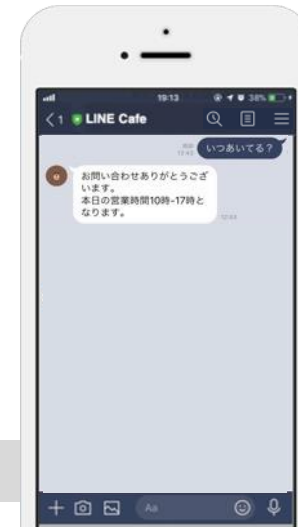 19:13
38%
1 LINE Cafe
いつあいてる？
お問い合わせありがとうござ
います。
本日の営業時間10時-17時と
なります。
Aa